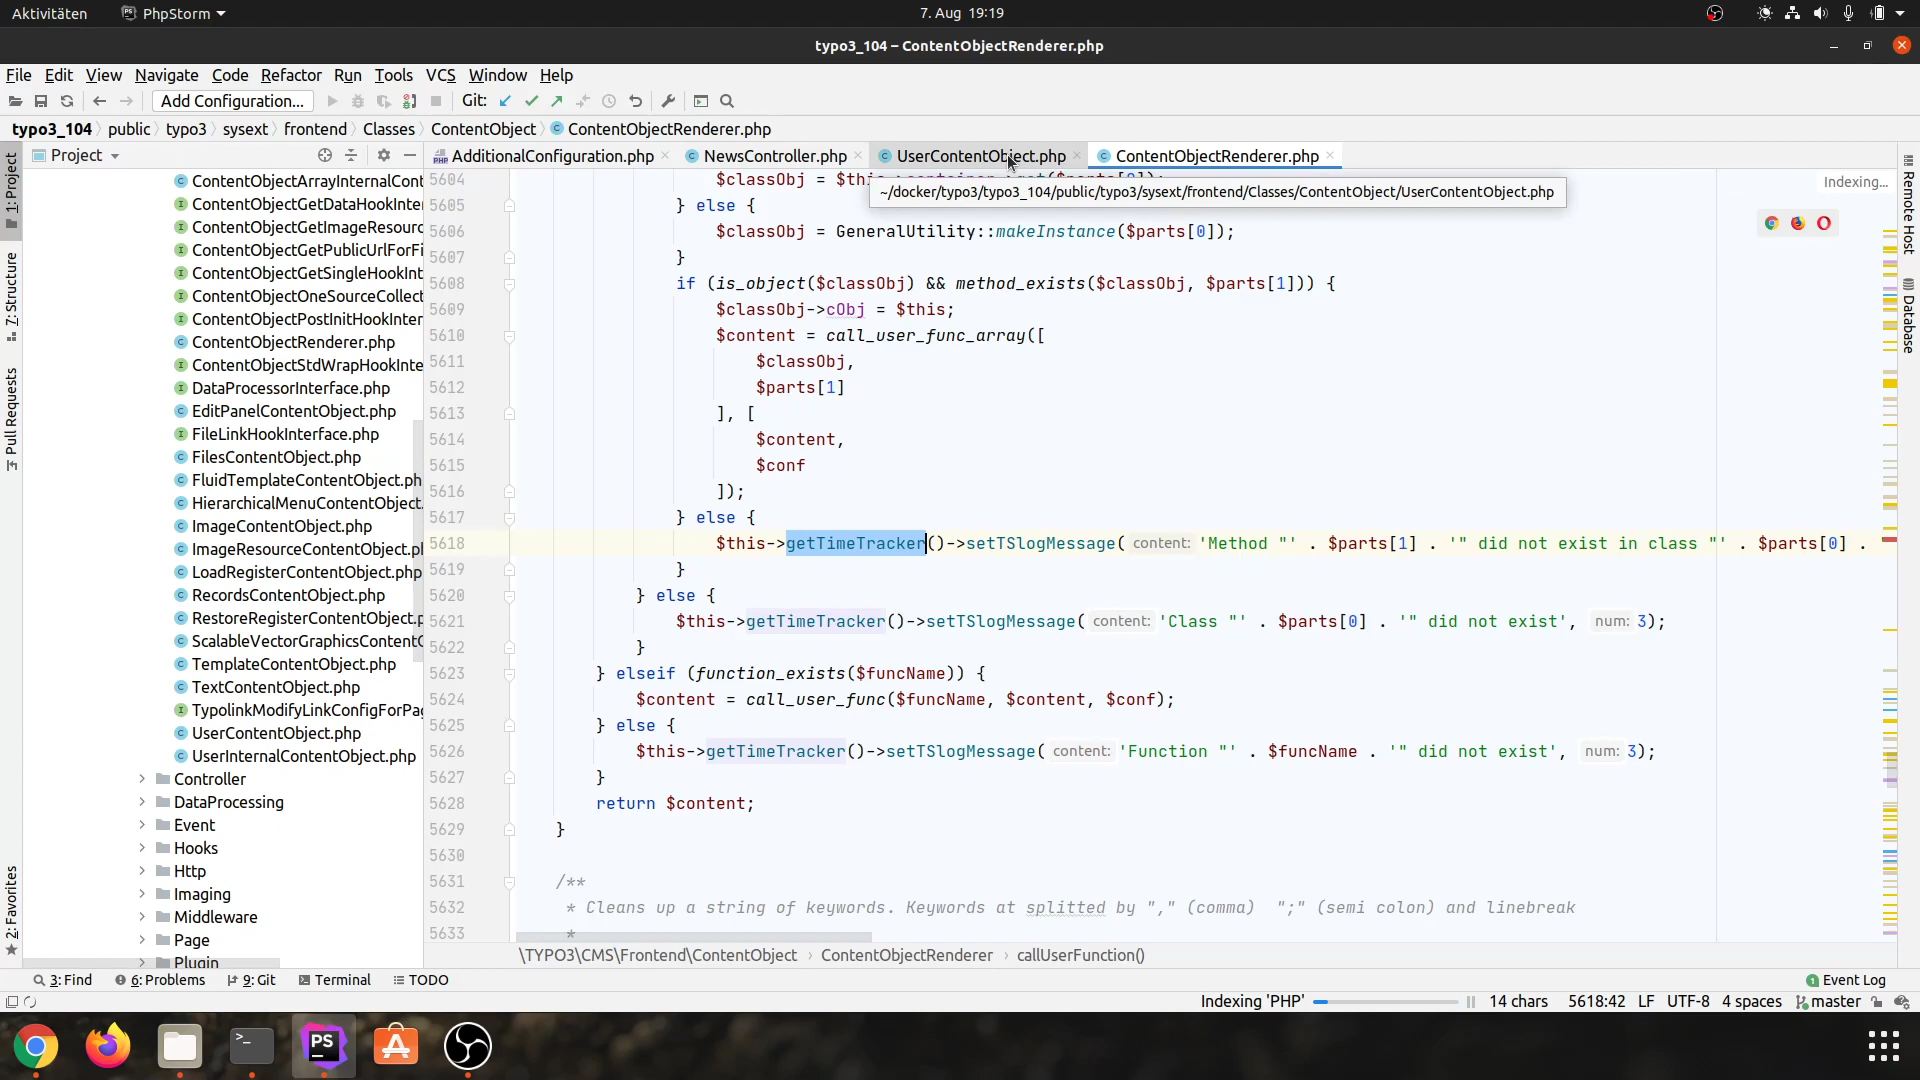 Aktivitäten
PhpStorm
7. Aug 19:19
typo3_104 – ContentObjectRenderer.php
File Edit View Navigate Code Refactor Run Tools VCS Window Help
Add Configuration...
Git:
typo3_104 public typo3 sysext frontend Classes ContentObject ContentObjectRenderer.php
Project
AdditionalConfiguration.php
NewsController.php
UserContentObject.php
ContentObjectRenderer.php
~/docker/typo3/typo3_104/public/typo3/sysext/frontend/Classes/ContentObject/UserContentObject.php
Indexing...
1: Project
7: Structure
Pull Requests
2: Favorites
Remote Host
Database
ContentObjectArrayInternalCont
ContentObjectGetDataHookInter
ContentObjectGetImageResourc
ContentObjectGetPublicUrlForFi
ContentObjectGetSingleHookInt
ContentObjectOneSourceCollect
ContentObjectPostInitHookInter
ContentObjectRenderer.php
ContentObjectStdWrapHookInte
DataProcessorInterface.php
EditPanelContentObject.php
FileLinkHookInterface.php
FilesContentObject.php
FluidTemplateContentObject.ph
HierarchicalMenuContentObject.
ImageContentObject.php
ImageResourceContentObject.pl
LoadRegisterContentObject.php
RecordsContentObject.php
RestoreRegisterContentObject.p
ScalableVectorGraphicsContentO
TemplateContentObject.php
TextContentObject.php
TypolinkModifyLinkConfigForPag
UserContentObject.php
UserInternalContentObject.php
Controller
DataProcessing
Event
Hooks
Http
Imaging
Middleware
Page
Plugin
5604 $classObj = $this
5605 } else {
5606 $classObj = GeneralUtility::makeInstance($parts[0]);
5607 }
5608 if (is_object($classObj) && method_exists($classObj, $parts[1])) {
5609 $classObj->cObj = $this;
5610 $content = call_user_func_array([
5611 $classObj,
5612 $parts[1]
5613 ], [
5614 $content,
5615 $conf
5616 ]);
5617 } else {
5618 $this->getTimeTracker()->setTSlogMessage( content: 'Method "' . $parts[1] . '" did not exist in class "' . $parts[0] .
5619 }
5620 } else {
5621 $this->getTimeTracker()->setTSlogMessage( content: 'Class "' . $parts[0] . '" did not exist', num: 3);
5622 }
5623 } elseif (function_exists($funcName)) {
5624 $content = call_user_func($funcName, $content, $conf);
5625 } else {
5626 $this->getTimeTracker()->setTSlogMessage( content: 'Function "' . $funcName . '" did not exist', num: 3);
5627 }
5628 return $content;
5629 }
5630
5631 /**
5632 * Cleans up a string of keywords. Keywords at splitted by "," (comma) ";" (semi colon) and linebreak
5633 *
\TYPO3\CMS\Frontend\ContentObject › ContentObjectRenderer › callUserFunction()
3: Find 6: Problems 9: Git Terminal TODO
1 Event Log
Indexing 'PHP' 14 chars 5618:42 LF UTF-8 4 spaces master